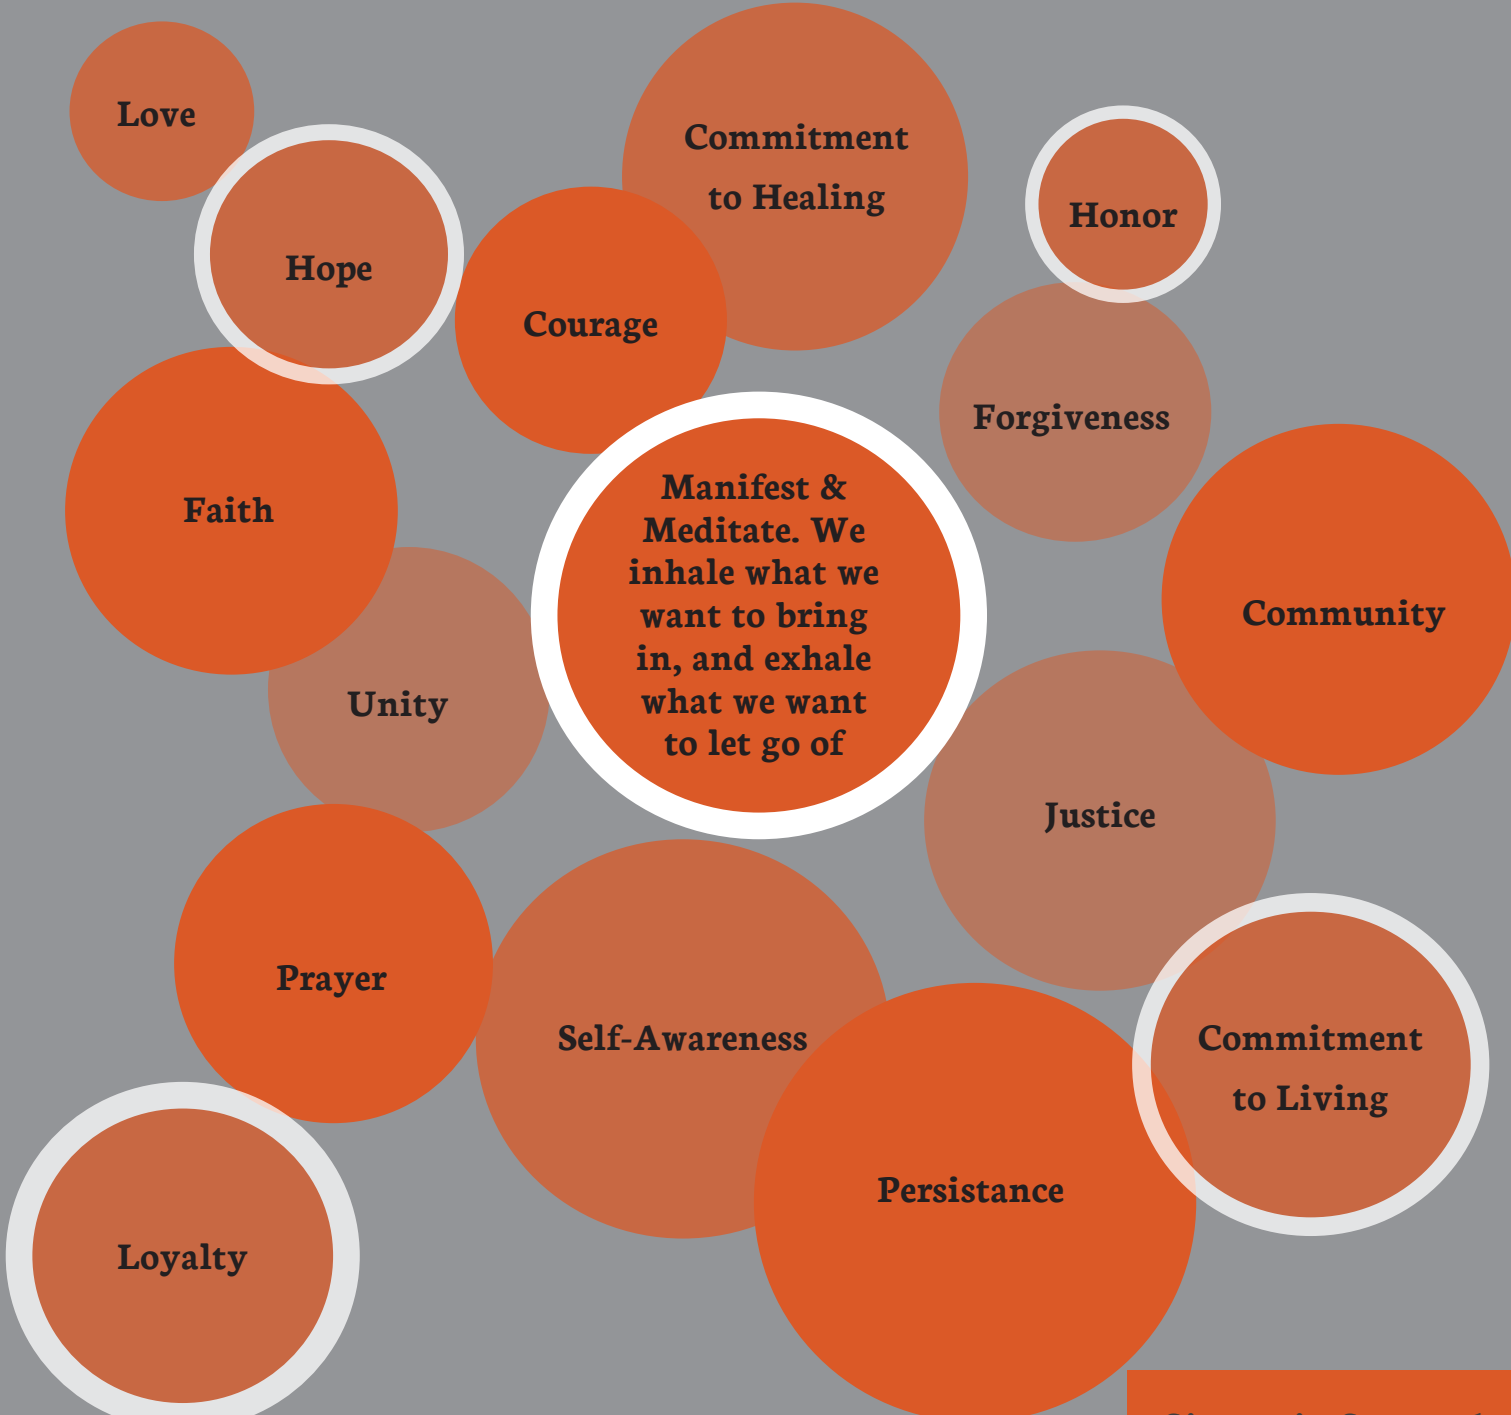 Love
Commitment
to Healing
Honor
Hope
Courage
Forgiveness
Manifest &
Meditate. We
inhale what we
want to bring
in, and exhale
what we want
to let go of
Faith
Community
Unity
Justice
Prayer
Self-Awareness
Commitment
to Living
Persistance
Loyalty